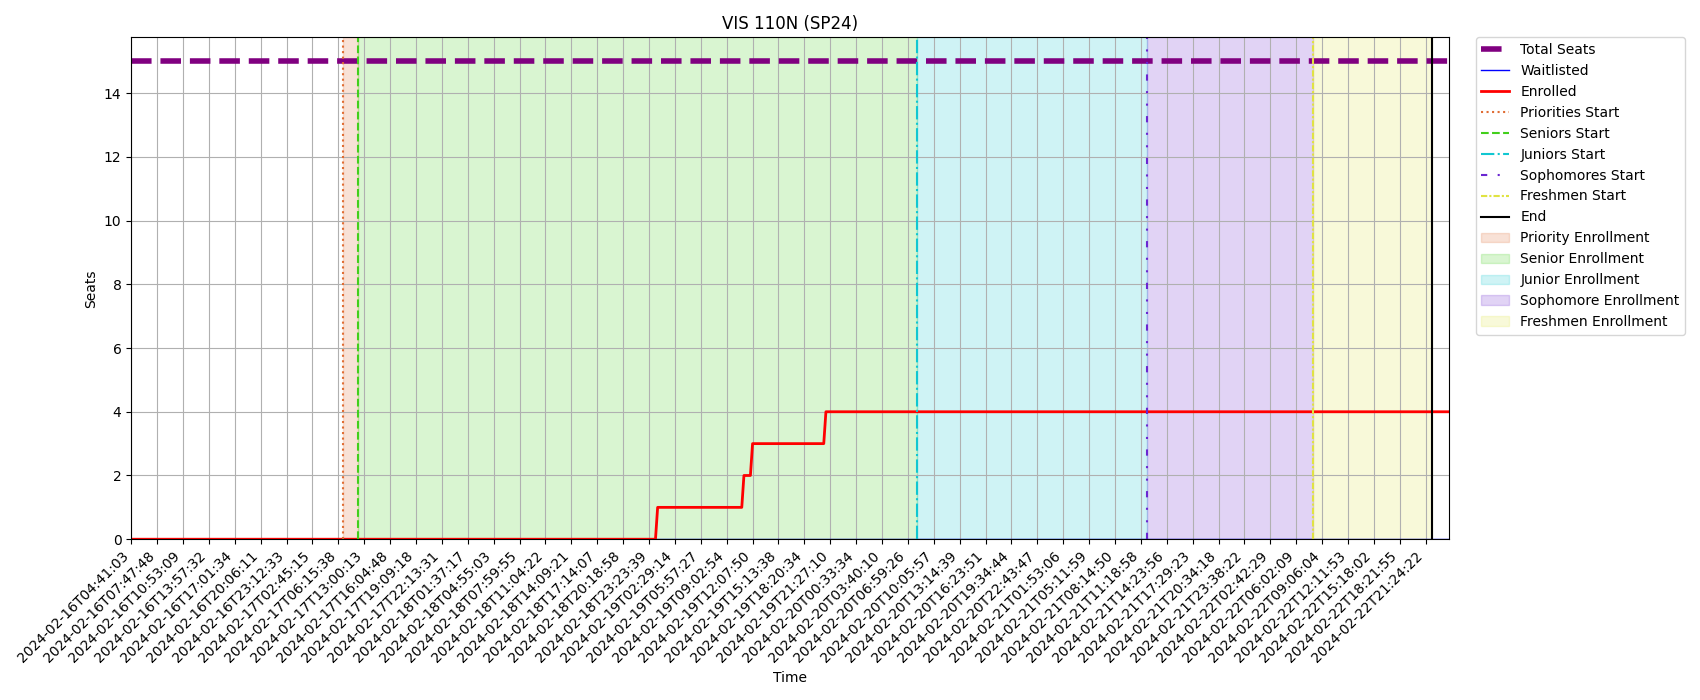 VIS 110N (SP24)
Total Seats
Waitlisted
Enrolled
Priorities Start
Seniors Start
Juniors Start
Sophomores Start
Freshmen Start
End
Priority Enrollment
Senior Enrollment
Junior Enrollment
Sophomore Enrollment
Freshmen Enrollment
Seats
14
12
10
8
6
4
2
0
2024-02-16T04:41:03
2024-02-16T07:47:48
2024-02-16T10:53:09
2024-02-16T13:57:32
2024-02-16T17:01:34
2024-02-16T20:06:11
2024-02-16T23:12:33
2024-02-17T02:45:15
2024-02-17T06:15:38
2024-02-17T13:00:13
2024-02-17T16:04:48
2024-02-17T19:09:18
2024-02-17T22:13:31
2024-02-18T01:37:17
2024-02-18T04:55:03
2024-02-18T07:59:55
2024-02-18T11:04:22
2024-02-18T14:09:21
2024-02-18T17:14:07
2024-02-18T20:18:58
2024-02-18T23:23:39
2024-02-19T02:29:14
2024-02-19T05:57:27
2024-02-19T09:02:54
2024-02-19T12:07:50
2024-02-19T15:13:38
2024-02-19T18:20:34
2024-02-19T21:27:10
2024-02-20T00:33:34
2024-02-20T03:40:10
2024-02-20T06:59:26
2024-02-20T10:05:57
2024-02-20T13:14:39
2024-02-20T16:23:51
2024-02-20T19:34:44
2024-02-20T22:43:47
2024-02-21T01:53:06
2024-02-21T05:11:59
2024-02-21T08:14:50
2024-02-21T11:18:58
2024-02-21T14:23:56
2024-02-21T17:29:23
2024-02-21T20:34:18
2024-02-21T23:38:22
2024-02-22T02:42:29
2024-02-22T06:02:09
2024-02-22T09:06:04
2024-02-22T12:11:53
2024-02-22T15:18:02
2024-02-22T18:21:55
2024-02-22T21:24:22
Time